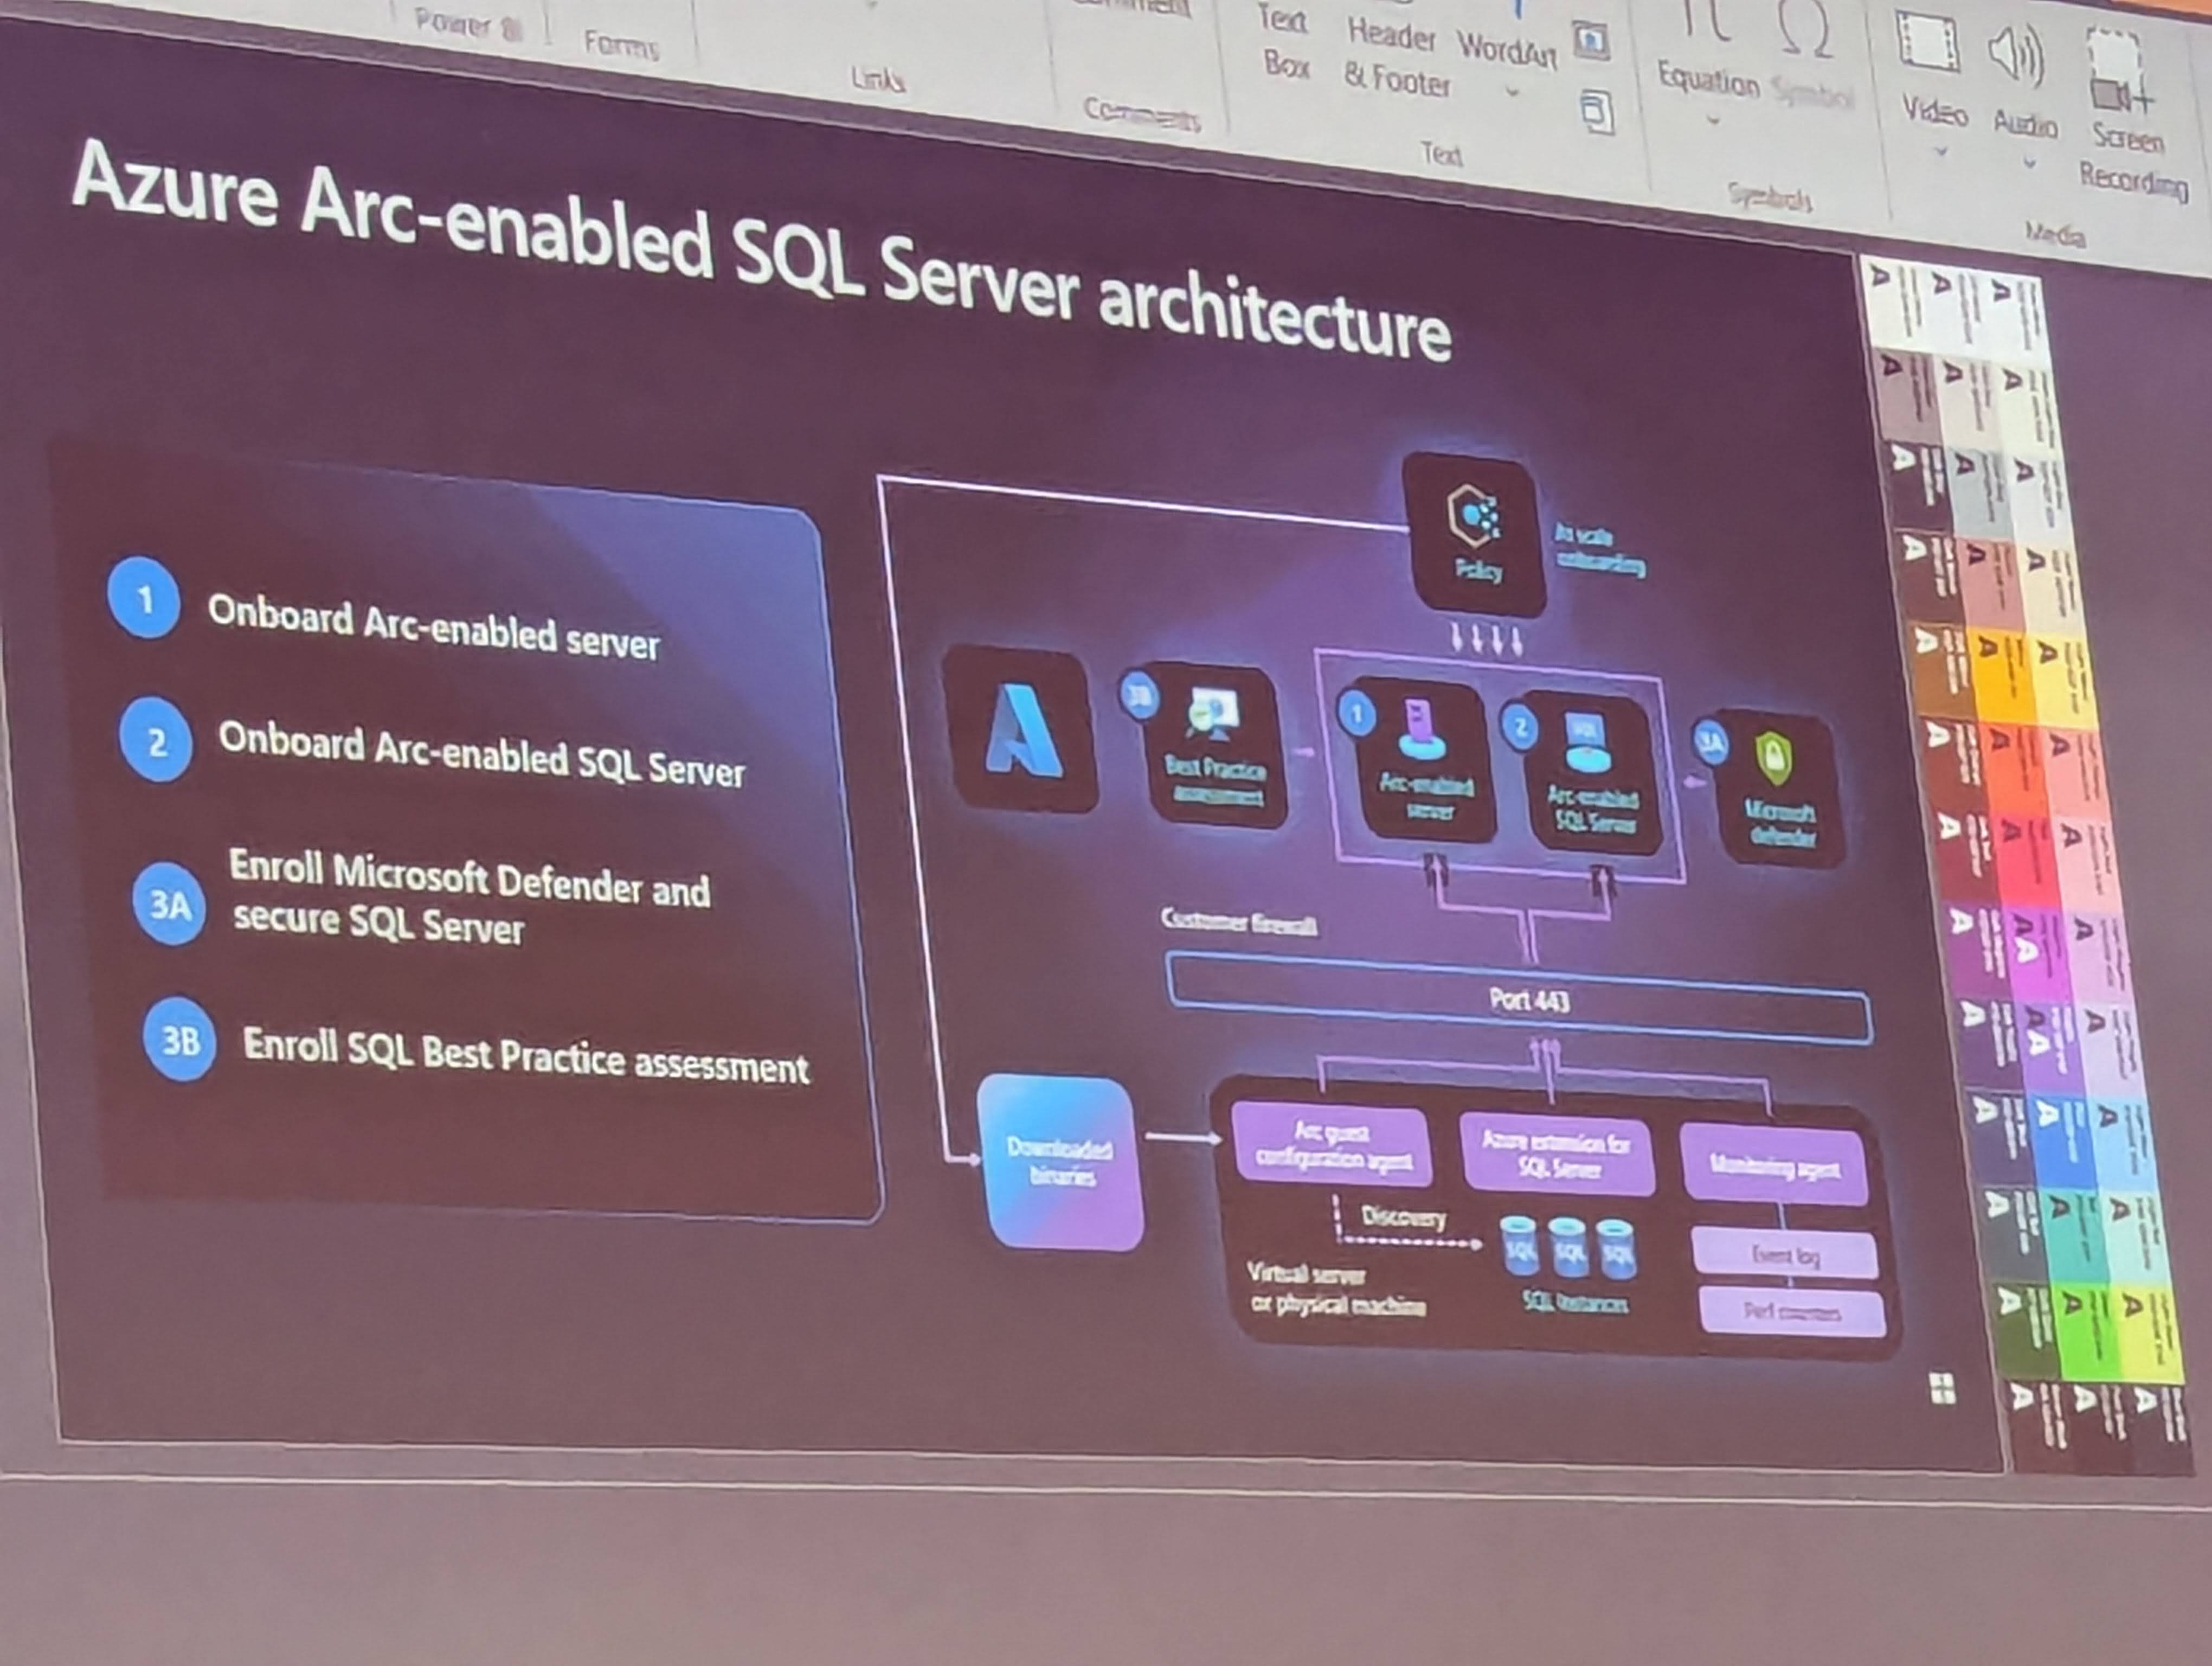 Power BI
Forms
Links
Comments
Text
Box
Header
& Footer
WordArt
Text
Equation
Symbol
Symbols
Video
Audio
Screen
Recording
Media
Azure Arc-enabled SQL Server architecture
1
Onboard Arc-enabled server
2
Onboard Arc-enabled SQL Server
3A
Enroll Microsoft Defender and
secure SQL Server
3B
Enroll SQL Best Practice assessment
Policy
At scale
onboarding
3B
Best Practice
assessment
1
Arc-enabled
server
2
Arc-enabled
SQL Server
3A
Microsoft
defender
Customer firewall
Port 443
Downloaded
binaries
Arc guest
configuration agent
Azure extension for
SQL Server
Monitoring agent
Discovery
SQL SQL SQL
SQL instances
Virtual server
or physical machine
Event log
Perf counters